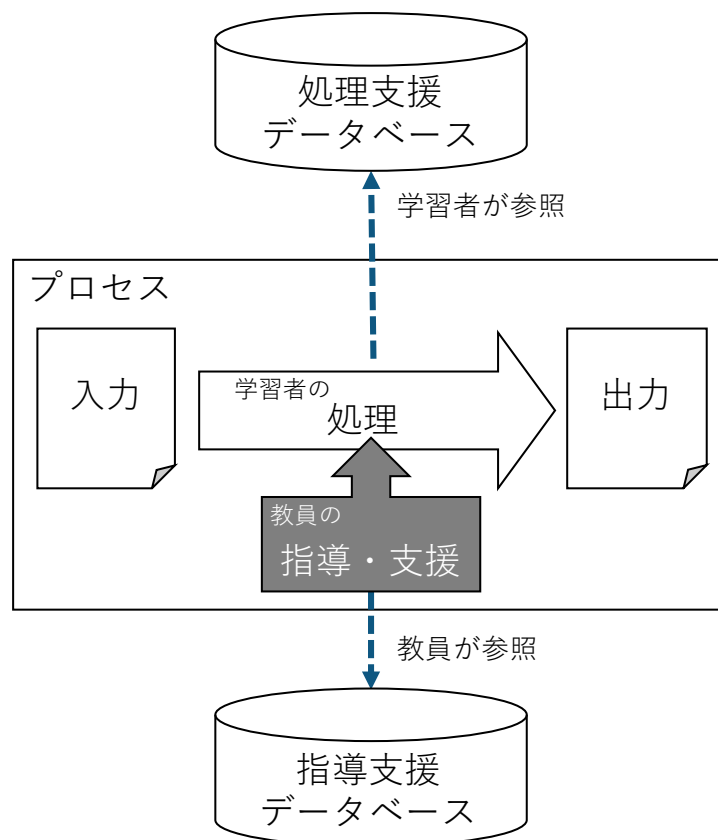 処理支援
データベース
学習者が参照
プロセス
入力
学習者の
処理
出力
教員の
指導・支援
教員が参照
指導支援
データベース